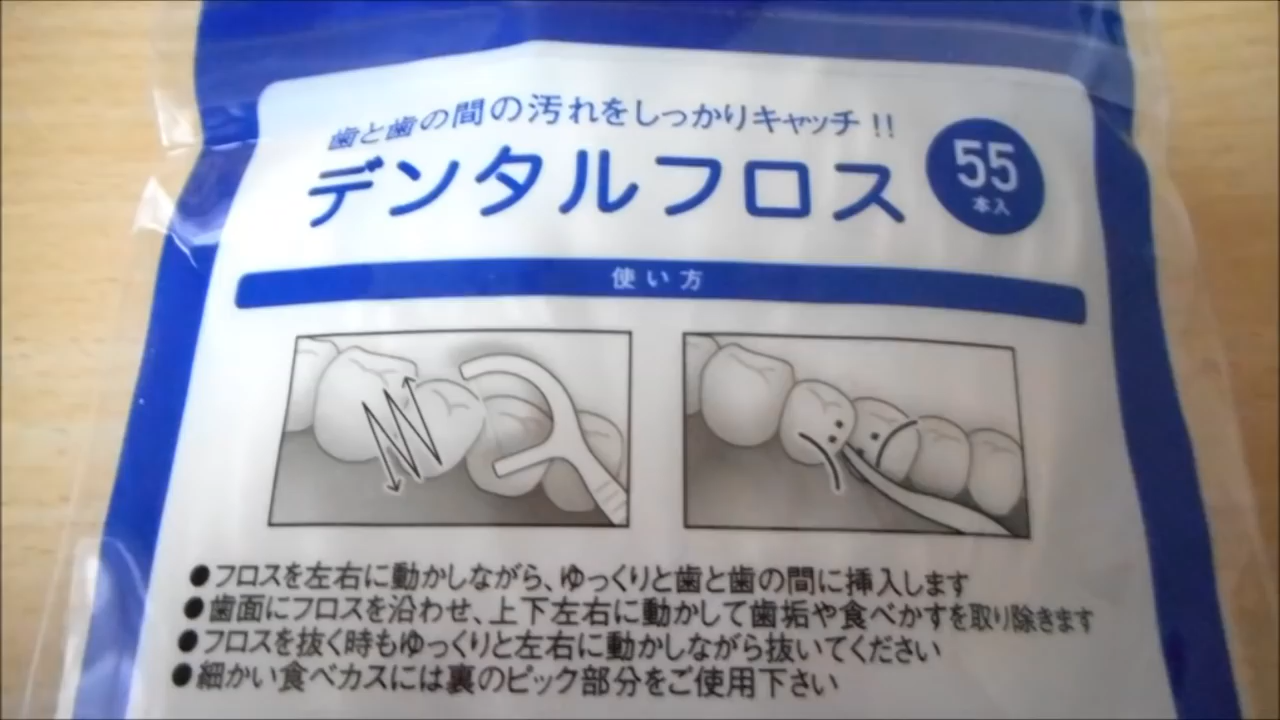 歯と歯の間の汚れをしっかりキャッチ!!
デンタルフロス
55
本入
使い方
●フロスを左右に動かしながら、ゆっくりと歯と歯の間に挿入します
●歯面にフロスを沿わせ、上下左右に動かして歯垢や食べかすを取り除きます
●フロスを抜く時もゆっくりと左右に動かしながら抜いてください
●細かい食べカスには裏のピック部分をご使用下さい